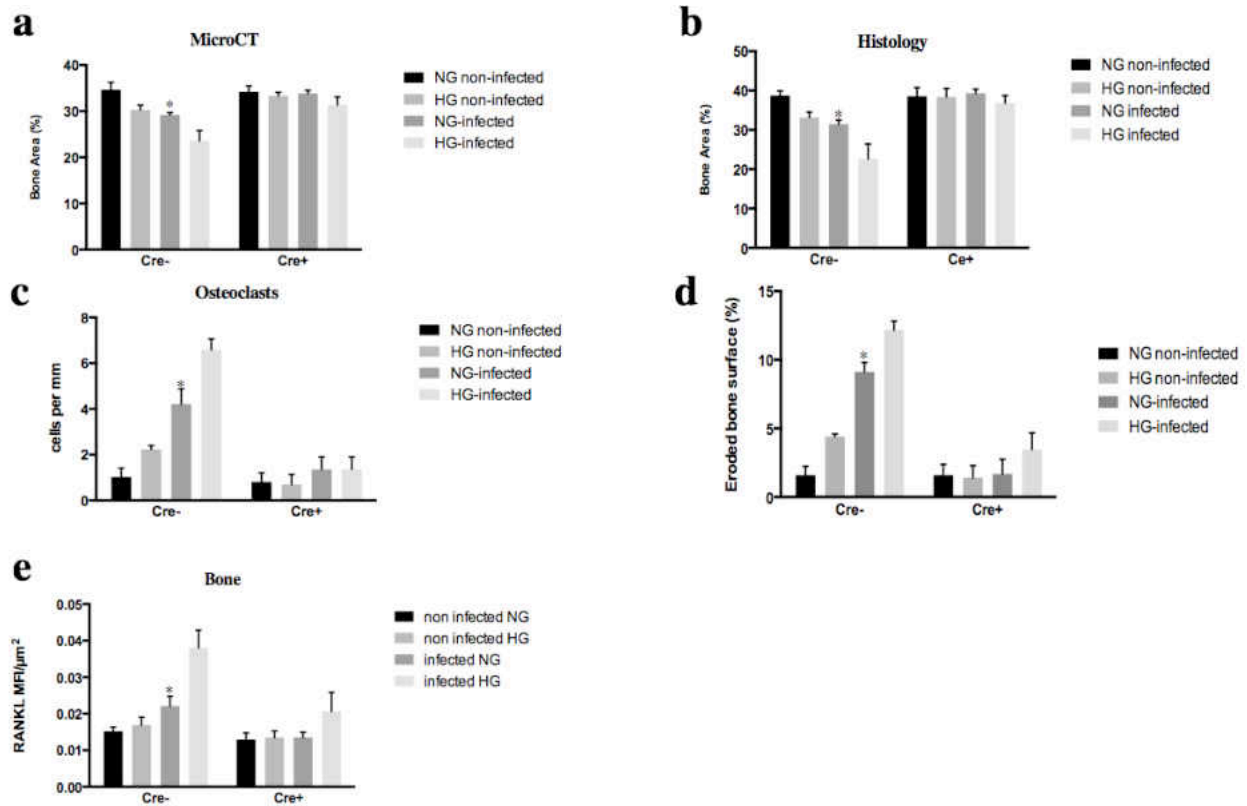 a
MicroCT
Bone Area (%)
40
30
20
10
0
Cre-
Cre+
*
NG non-infected
HG non-infected
NG-infected
HG-infected
b
Histology
Bone Area (%)
50
40
30
20
10
0
Cre-
Ce+
*
NG non-infected
HG non-infected
NG infected
HG infected
c
Osteoclasts
cells per mm
8
6
4
2
0
Cre-
Cre+
*
NG non-infected
HG non-infected
NG-infected
HG-infected
d
Eroded bone surface (%)
15
10
5
0
Cre-
Cre+
*
NG non-infected
HG non-infected
NG-infected
HG-infected
e
Bone
RANKL MFI/µm²
0.05
0.04
0.03
0.02
0.01
0.00
Cre-
Cre+
*
non infected NG
non infected HG
infected NG
infected HG